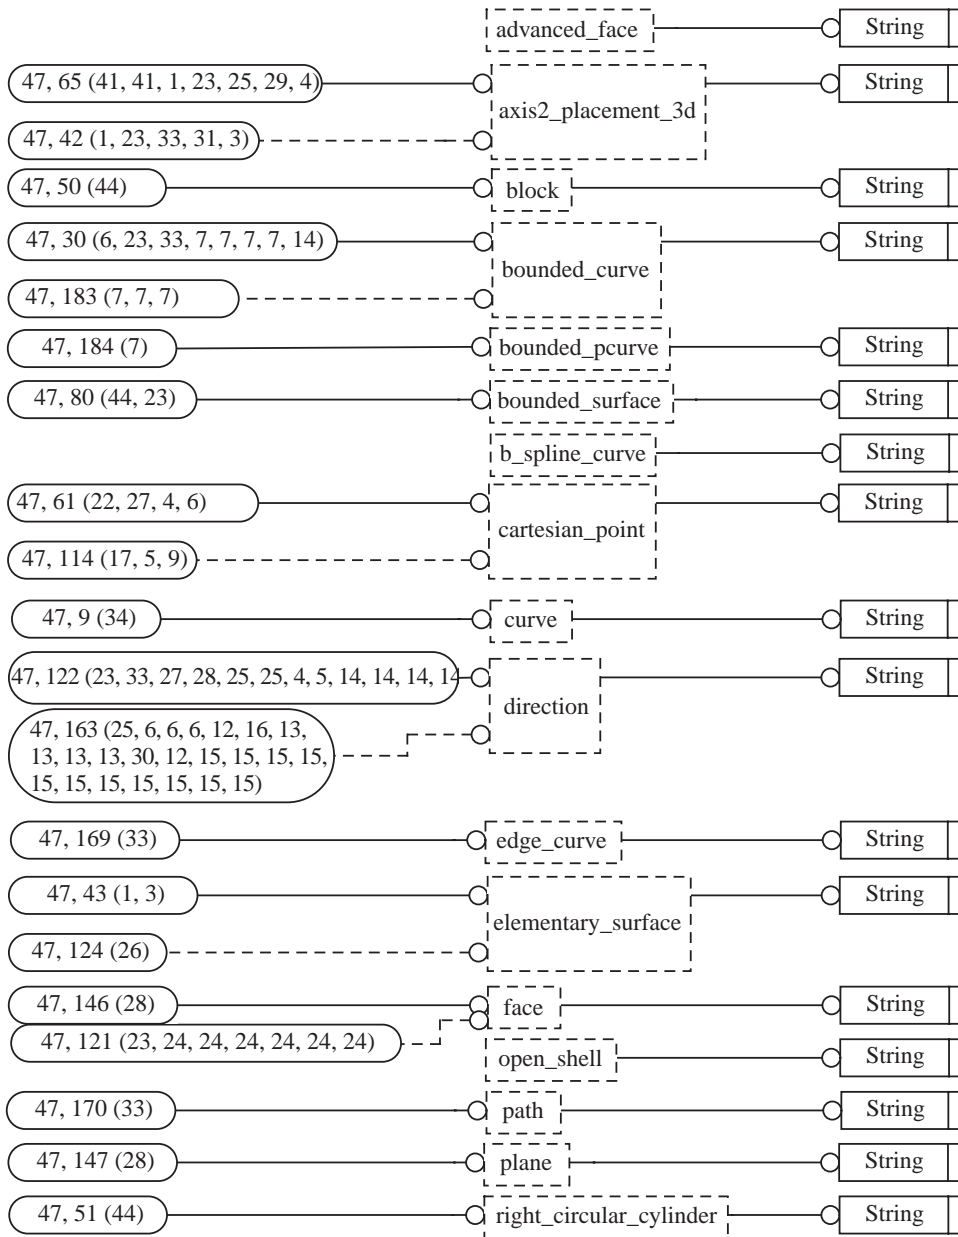 advanced_face String
47, 65 (41, 41, 1, 23, 25, 29, 4) String
axis2_placement_3d
47, 42 (1, 23, 33, 31, 3)
47, 50 (44) block String
47, 30 (6, 23, 33, 7, 7, 7, 7, 14) String
bounded_curve
47, 183 (7, 7, 7)
47, 184 (7) bounded_pcurve String
47, 80 (44, 23) bounded_surface String
b_spline_curve String
47, 61 (22, 27, 4, 6) String
cartesian_point
47, 114 (17, 5, 9)
47, 9 (34) curve String
47, 122 (23, 33, 27, 28, 25, 25, 4, 5, 14, 14, 14, 14 String
direction
47, 163 (25, 6, 6, 6, 12, 16, 13,
13, 13, 13, 30, 12, 15, 15, 15, 15,
15, 15, 15, 15, 15, 15, 15)
47, 169 (33) edge_curve String
47, 43 (1, 3) String
elementary_surface
47, 124 (26)
47, 146 (28) face String
47, 121 (23, 24, 24, 24, 24, 24, 24)
open_shell String
47, 170 (33) path String
47, 147 (28) plane String
47, 51 (44) right_circular_cylinder String